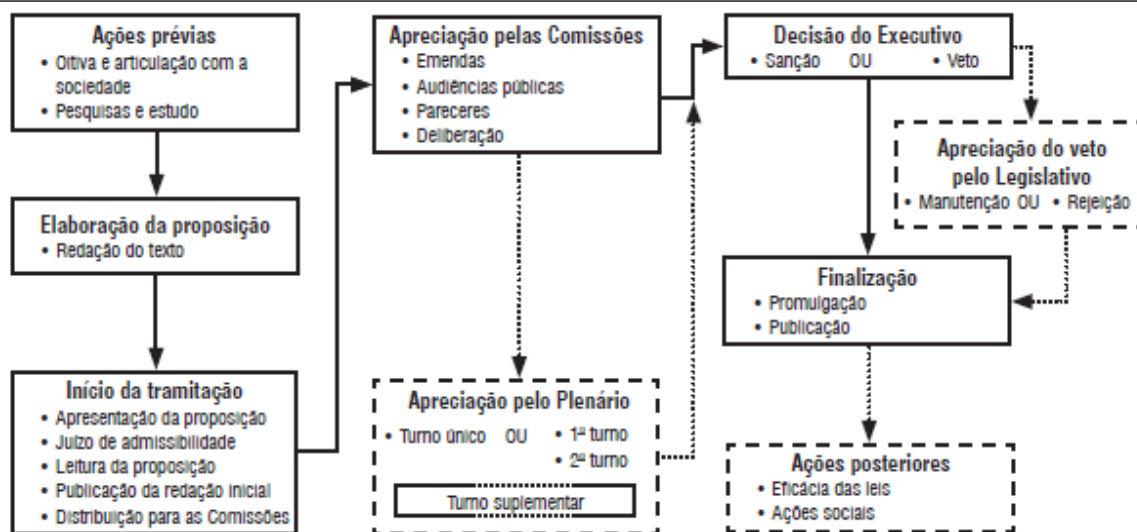 Ações prévias
• Oitiva e articulação com a
sociedade
• Pesquisas e estudo
Elaboração da proposição
• Redação do texto
Início da tramitação
• Apresentação da proposição
• Juízo de admissibilidade
• Leitura da proposição
• Publicação da redação inicial
• Distribuição para as Comissões
Apreciação pelas Comissões
• Emendas
• Audiências públicas
• Pareceres
• Deliberação
Apreciação pelo Plenário
• Turno único OU • 1º turno
• 2º turno
Turno suplementar
Decisão do Executivo
• Sanção OU • Veto
Apreciação do veto
pelo Legislativo
• Manutenção OU • Rejeição
Finalização
• Promulgação
• Publicação
Ações posteriores
• Eficácia das leis
• Ações sociais